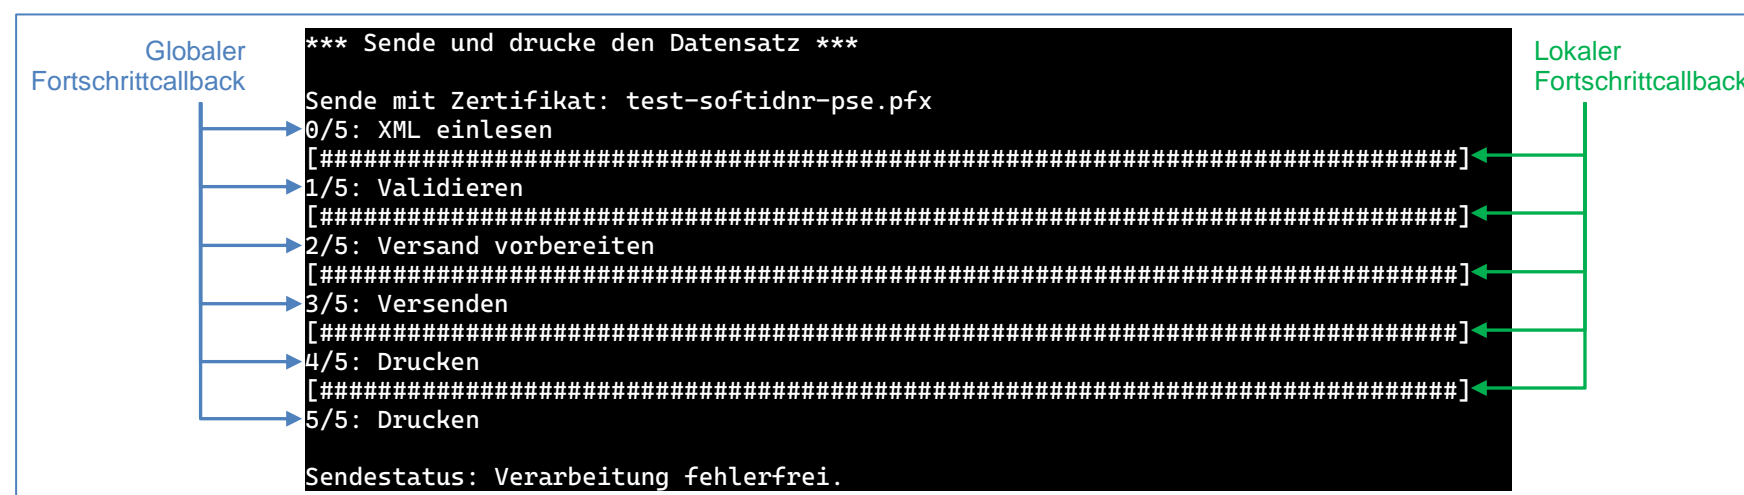 Globaler
Fortschrittcallback
*** Sende und drucke den Datensatz ***
Sende mit Zertifikat: test-softidnr-pse.pfx
0/5: XML einlesen
[##############################################################################]
1/5: Validieren
[##############################################################################]
2/5: Versand vorbereiten
[##############################################################################]
3/5: Versenden
[##############################################################################]
4/5: Drucken
[##############################################################################]
5/5: Drucken
Sendestatus: Verarbeitung fehlerfrei.
Lokaler
Fortschrittcallback